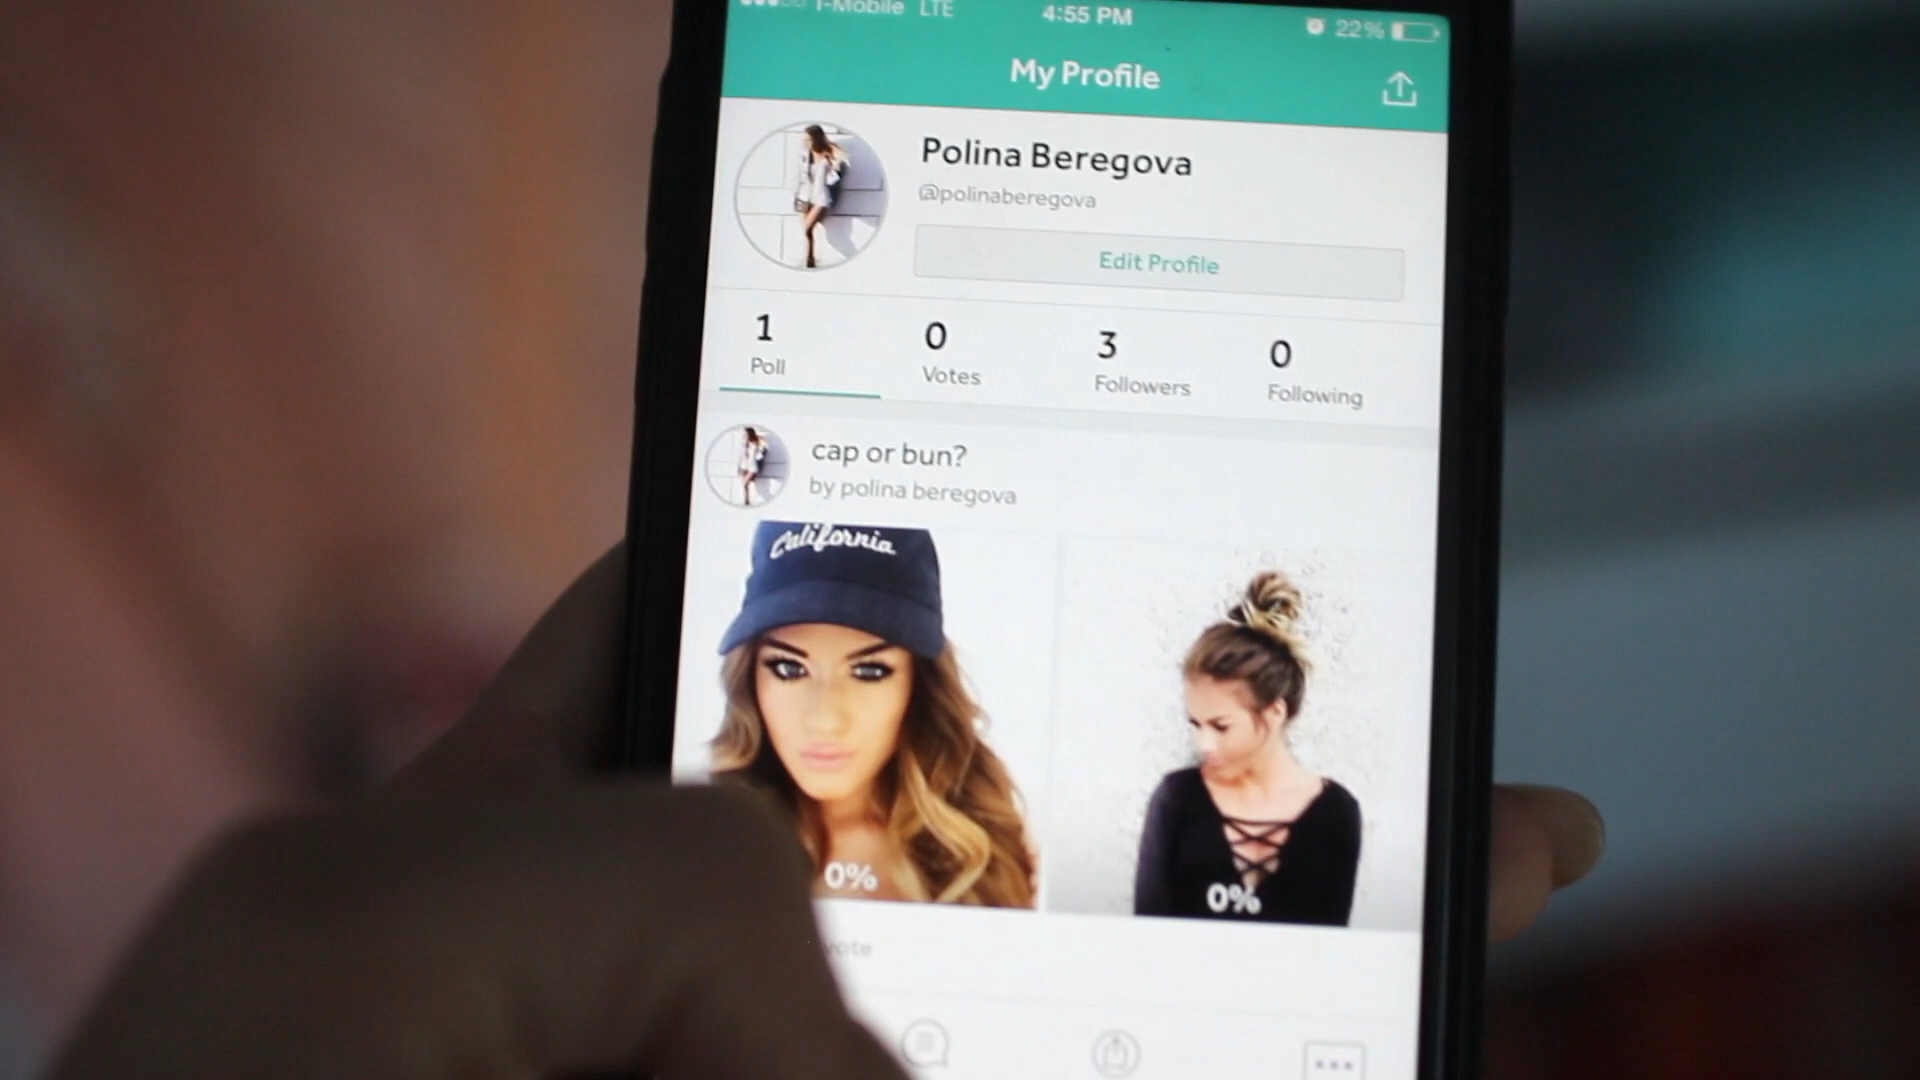 T-Mobile LTE 4:55 PM 22%
My Profile
Polina Beregova
@polinaberegova
Edit Profile
1 0 3 0
Poll Votes Followers Following
cap or bun?
by polina beregova
California
0% 0%
vote